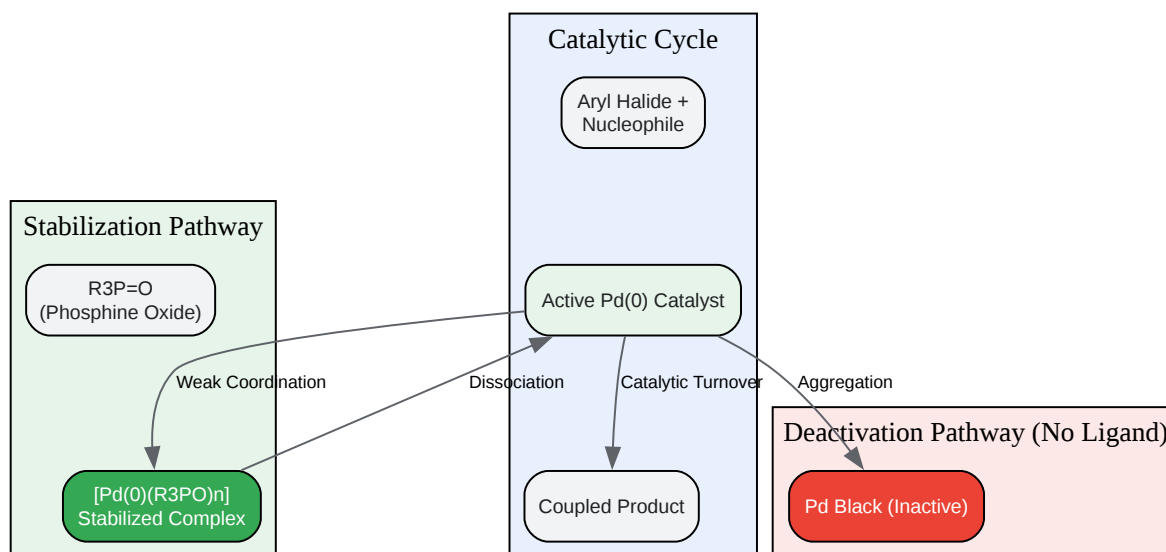 Catalytic Cycle
Aryl Halide +
Nucleophile
Stabilization Pathway
R3P=O
(Phosphine Oxide)
Active Pd(0) Catalyst
Weak Coordination
Dissociation
Catalytic Turnover
Aggregation
Deactivation Pathway (No Ligand)
[Pd(0)(R3PO)n]
Stabilized Complex
Coupled Product
Pd Black (Inactive)